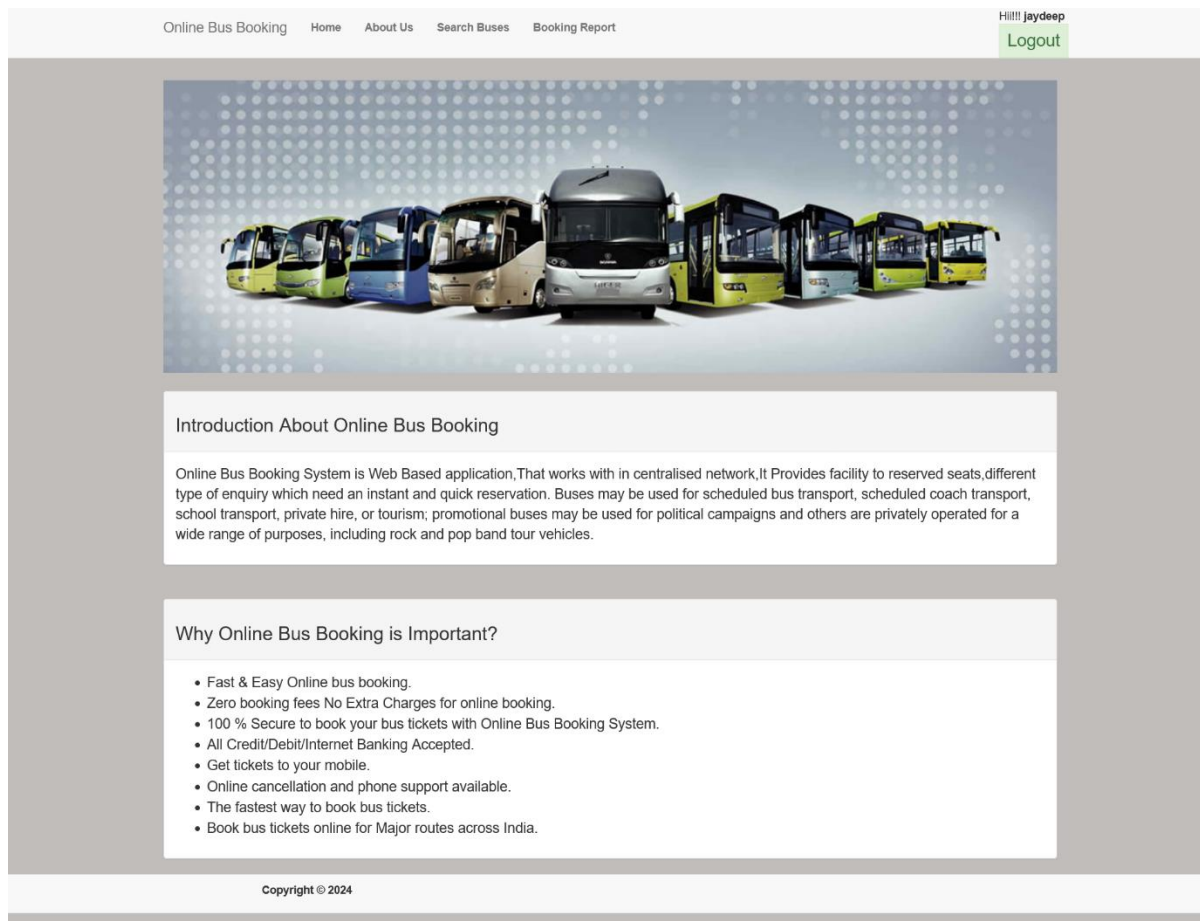 Online Bus Booking Home About Us Search Buses Booking Report
Hii!!! jaydeep
Logout
Introduction About Online Bus Booking
Online Bus Booking System is Web Based application,That works with in centralised network,It Provides facility to reserved seats,different
type of enquiry which need an instant and quick reservation. Buses may be used for scheduled bus transport, scheduled coach transport,
school transport, private hire, or tourism; promotional buses may be used for political campaigns and others are privately operated for a
wide range of purposes, including rock and pop band tour vehicles.
Why Online Bus Booking is Important?
• Fast & Easy Online bus booking.
• Zero booking fees No Extra Charges for online booking.
• 100 % Secure to book your bus tickets with Online Bus Booking System.
• All Credit/Debit/Internet Banking Accepted.
• Get tickets to your mobile.
• Online cancellation and phone support available.
• The fastest way to book bus tickets.
• Book bus tickets online for Major routes across India.
Copyright © 2024